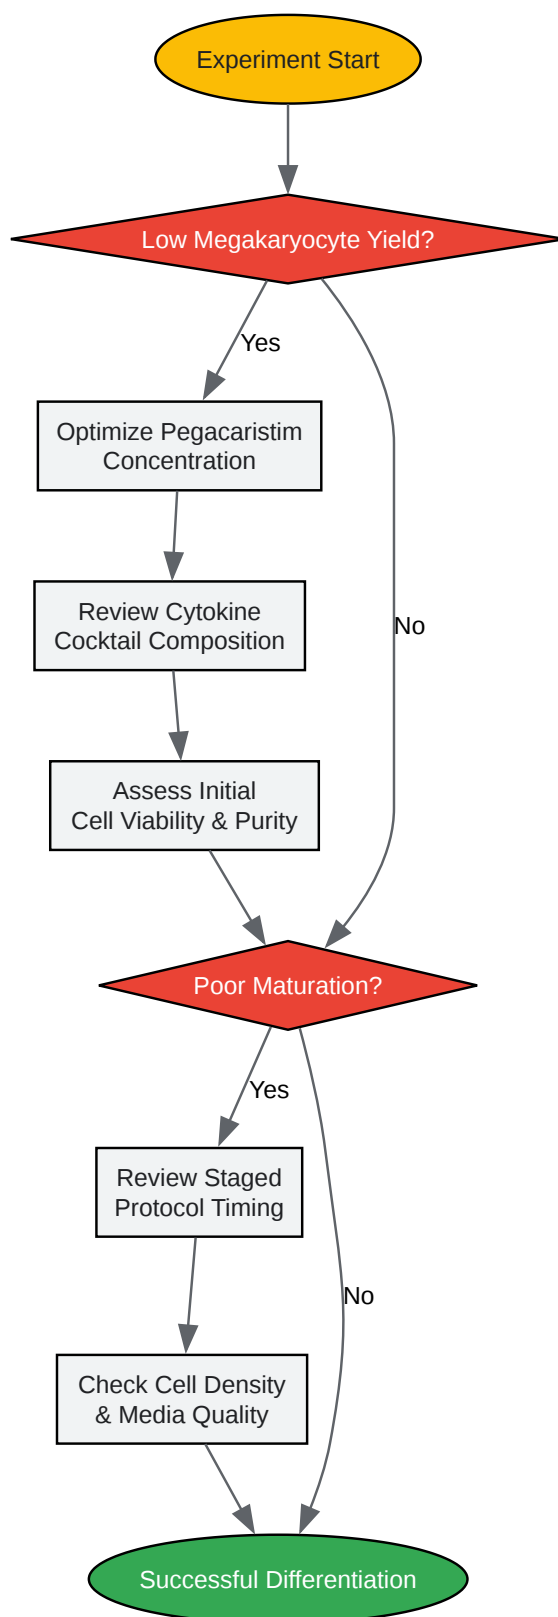 Experiment Start
Low Megakaryocyte Yield?
Yes
Optimize Pegacaristim
Concentration
Review Cytokine
Cocktail Composition
No
Assess Initial
Cell Viability & Purity
Poor Maturation?
Yes
Review Staged
Protocol Timing
No
Check Cell Density
& Media Quality
Successful Differentiation